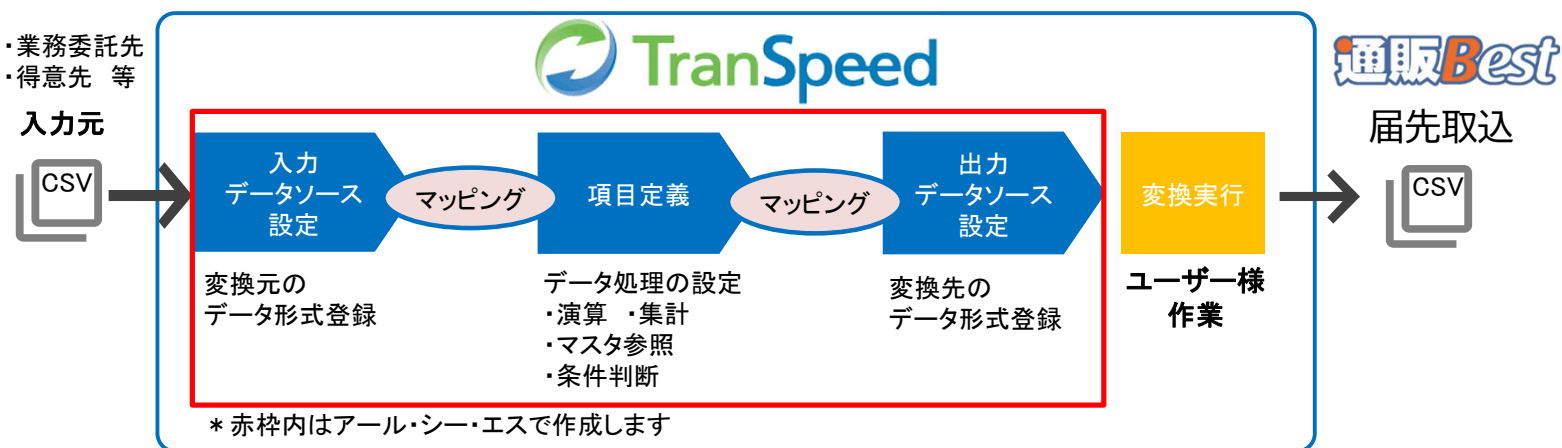 ・業務委託先
・得意先 等
入力元
CSV
TranSpeed
入力
データソース
設定
マッピング
項目定義
マッピング
出力
データソース
設定
変換実行
変換元の
データ形式登録
データ処理の設定
・演算 ・集計
・マスタ参照
・条件判断
変換先の
データ形式登録
ユーザー様
作業
*赤枠内はアール・シー・エスで作成します
通販Best
届先取込
CSV